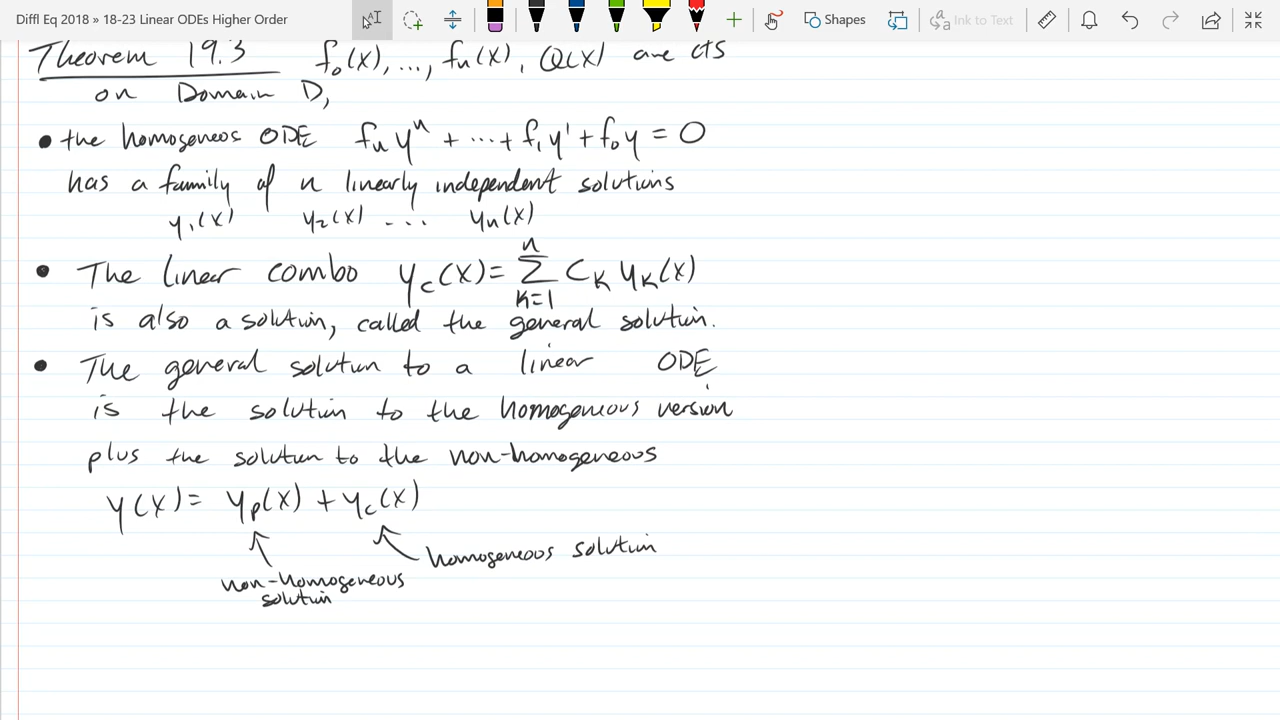 Diffl Eq 2018 » 18-23 Linear ODEs Higher Order
Shapes
Ink to Text
Theorem 19.3 f₀(x), ..., fₙ(x), Q(x) are cts
on Domain D,
• the homogeneos ODE fₙyⁿ + ... + f₁y' + f₀y = 0
has a family of n linearly independent solutions
y₁(x) y₂(x) ... yₙ(x)
• The linear combo y_c(x) = Σ_{k=1}^{n} C_k y_k(x)
is also a solution, called the general solution.
• The general solution to a linear ODE
is the solution to the homogeneous version
plus the solution to the non-homogeneous
y(x) = y_p(x) + y_c(x)
homogeneous solution
non-homogeneous
solution